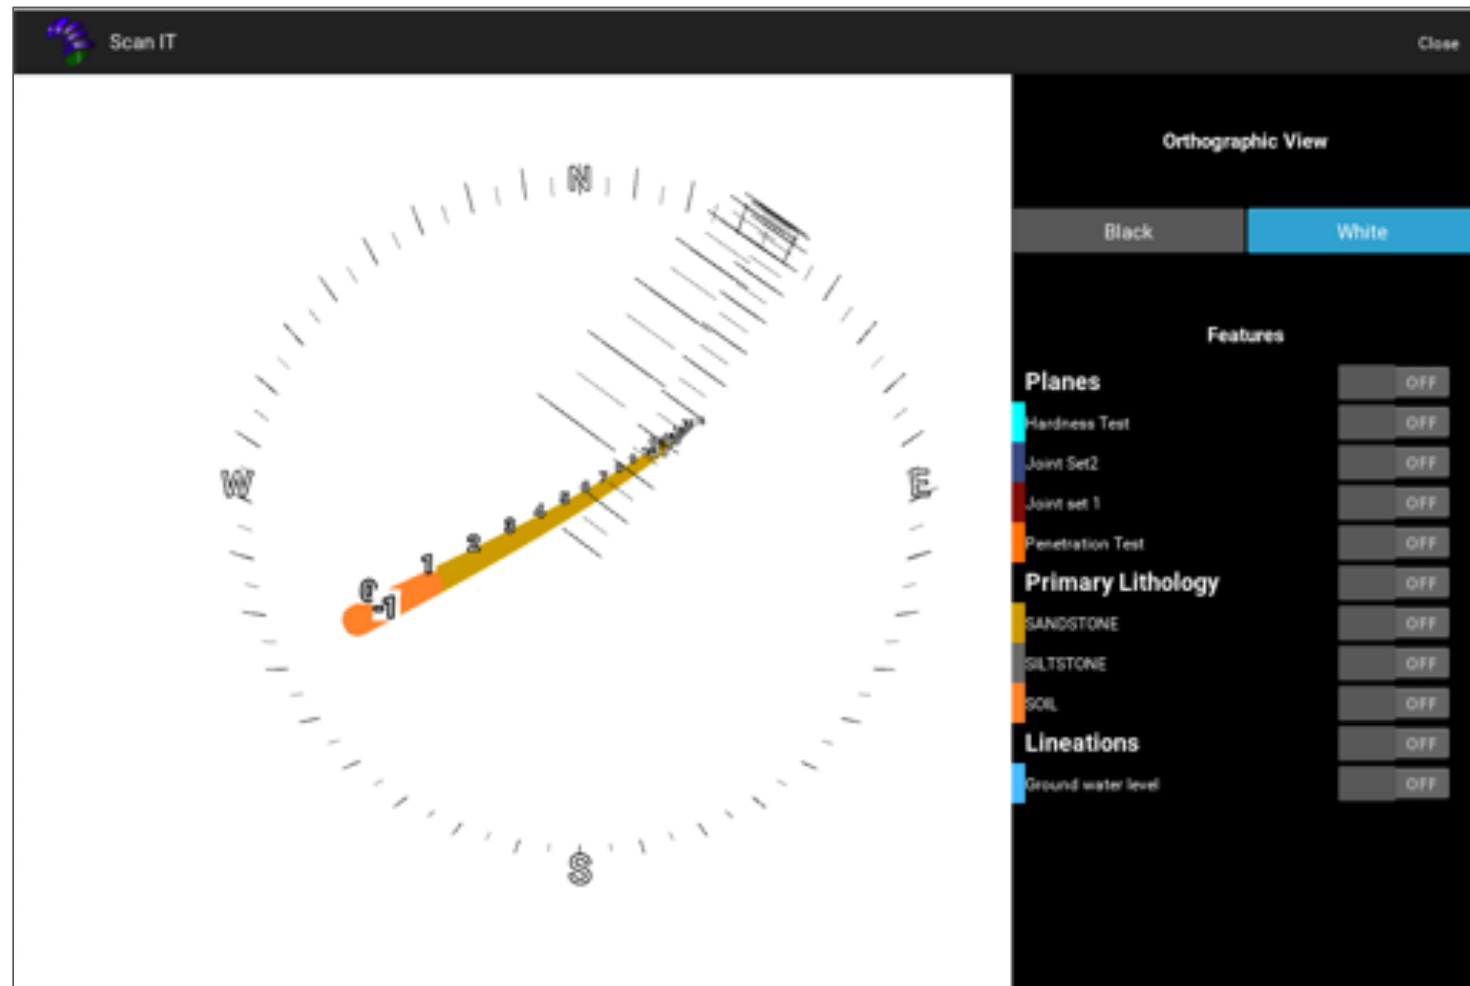 Scan IT
Close
Orthographic View
Black White
Features
Planes OFF
Hardness Test OFF
Joint Set2 OFF
Joint set 1 OFF
Penetration Test OFF
Primary Lithology OFF
SANDSTONE OFF
SILTSTONE OFF
SOIL OFF
Lineations OFF
Ground water level OFF
N
W
E
S
0
-1
1
2
3
4
5
6
7
8